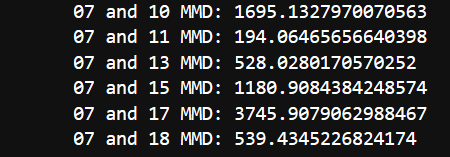 07 and 10 MMD: 1695.1327970070563
07 and 11 MMD: 194.06465656640398
07 and 13 MMD: 528.0280170570252
07 and 15 MMD: 1180.9084384248574
07 and 17 MMD: 3745.9079062988467
07 and 18 MMD: 539.4345226824174